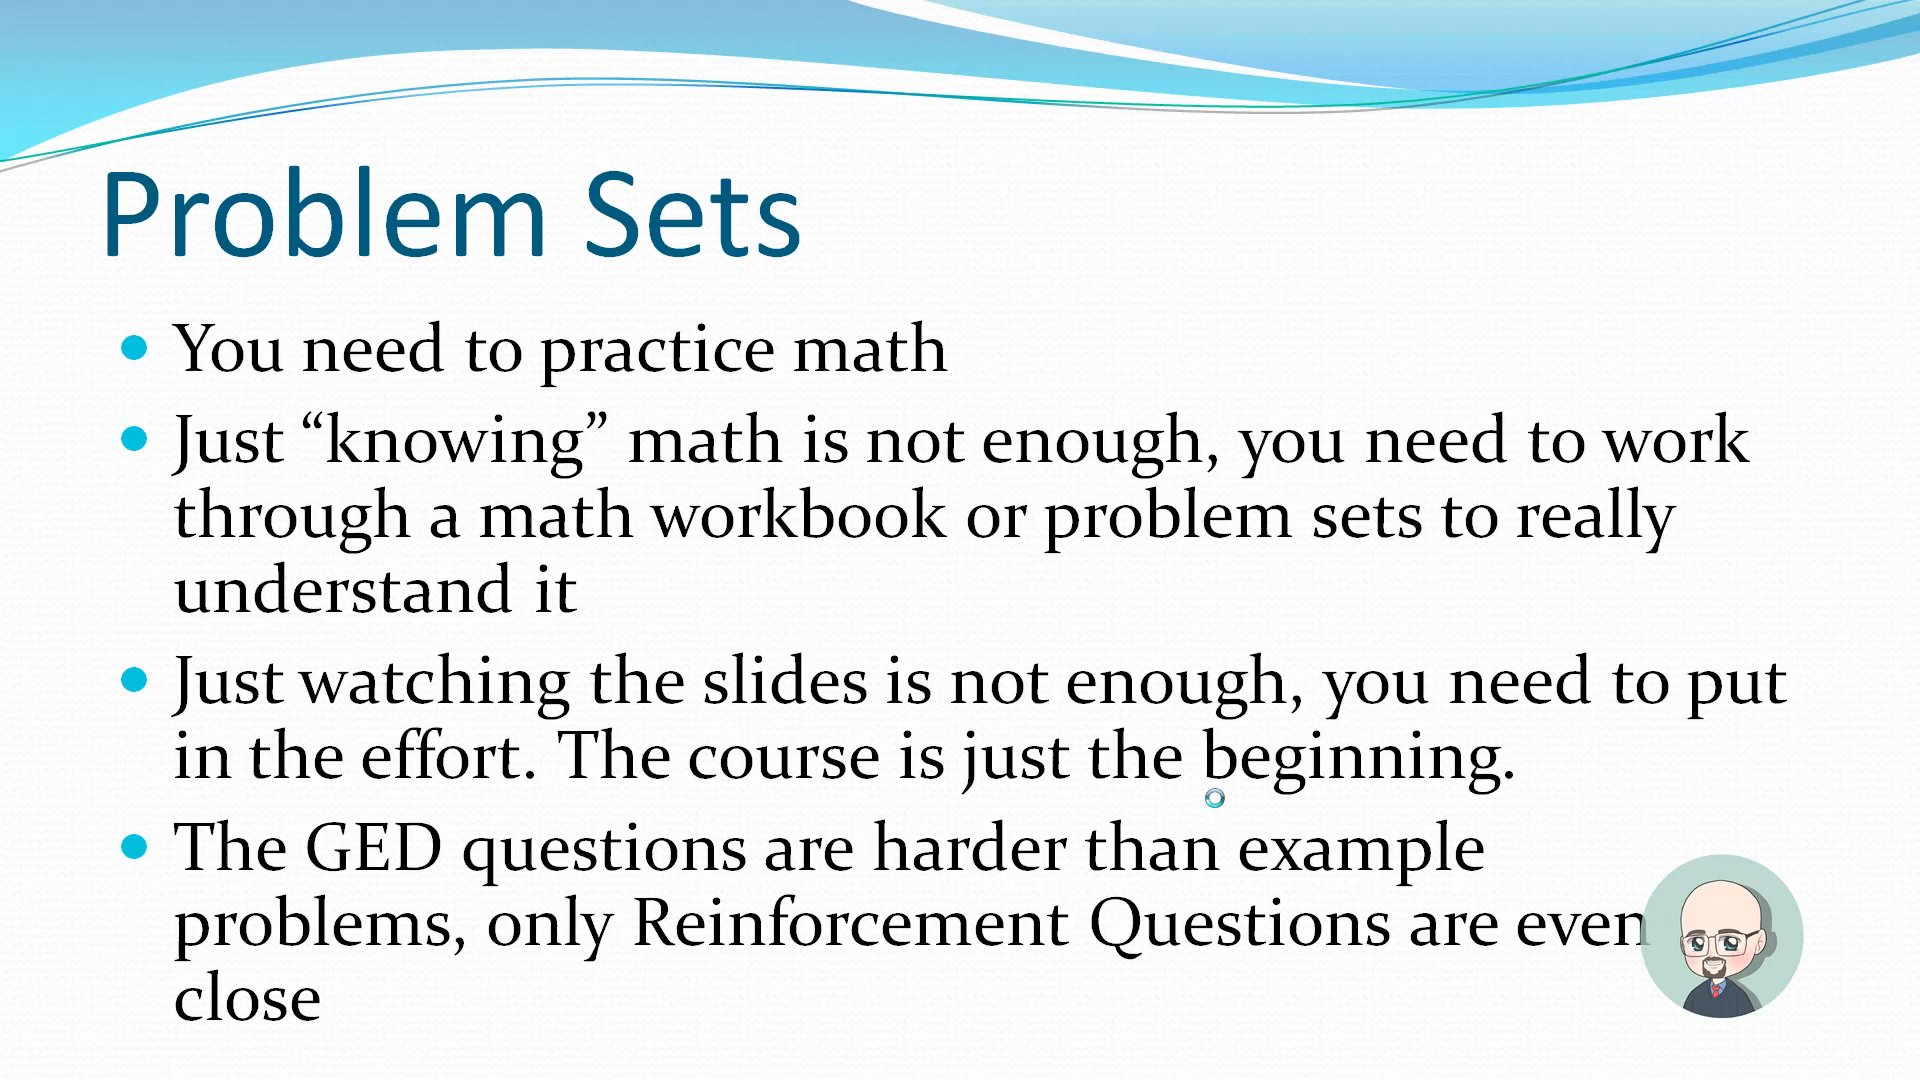 Problem Sets
• You need to practice math
• Just “knowing” math is not enough, you need to work
through a math workbook or problem sets to really
understand it
• Just watching the slides is not enough, you need to put
in the effort. The course is just the beginning.
• The GED questions are harder than example
problems, only Reinforcement Questions are even
close